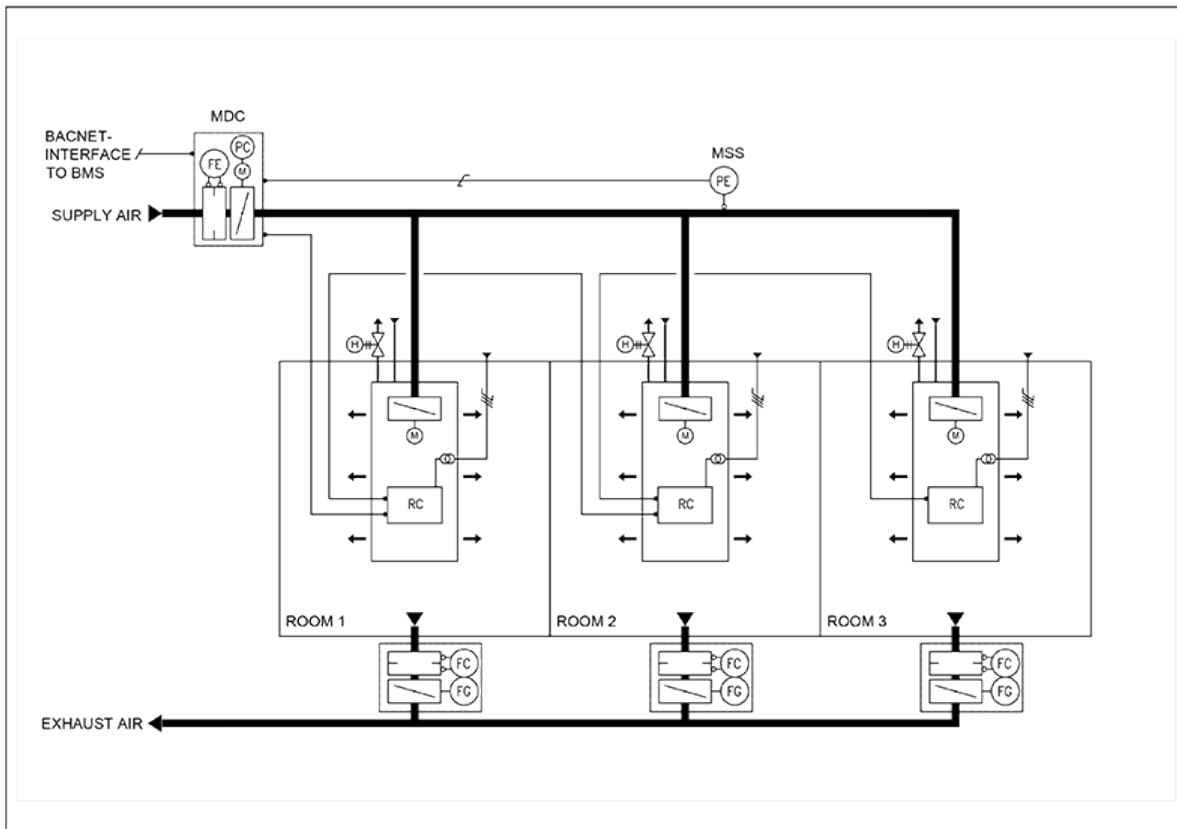 MDC
BACNET-
INTERFACE
TO BMS
PC
FE
M
MSS
PE
SUPPLY AIR
H
H
H
M
M
M
RC
RC
RC
ROOM 1
ROOM 2
ROOM 3
FC
FC
FC
FG
FG
FG
EXHAUST AIR